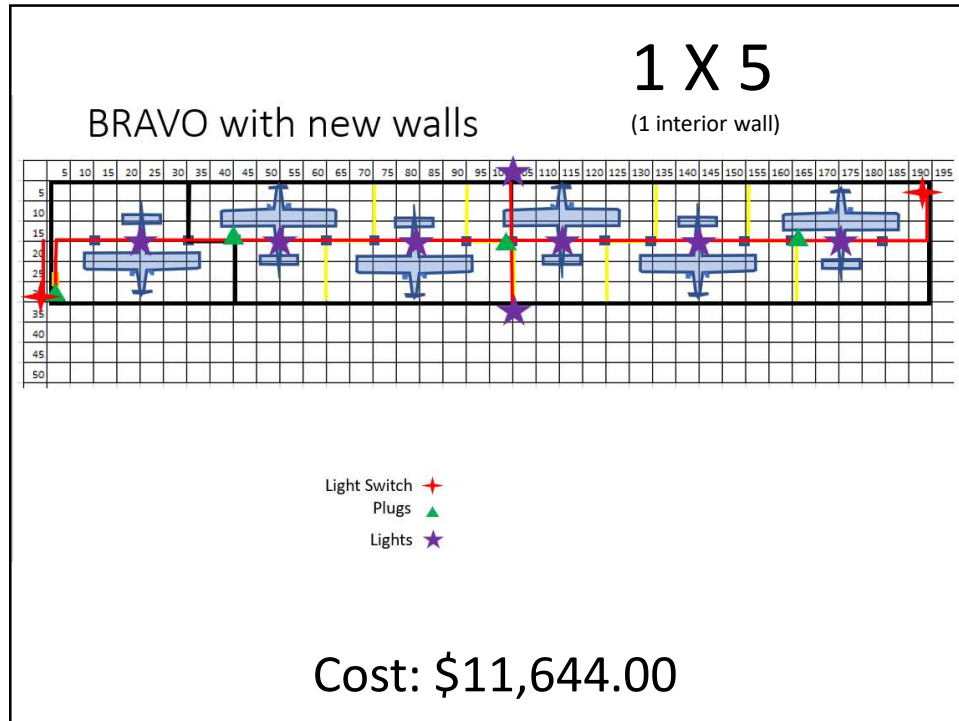 1 X 5
BRAVO with new walls
(1 interior wall)
5 10 15 20 25 30 35 40 45 50 55 60 65 70 75 80 85 90 95 100 105 110 115 120 125 130 135 140 145 150 155 160 165 170 175 180 185 190 195
5
10
15
20
25
30
35
40
45
50
Light Switch
Plugs
Lights
Cost: $11,644.00